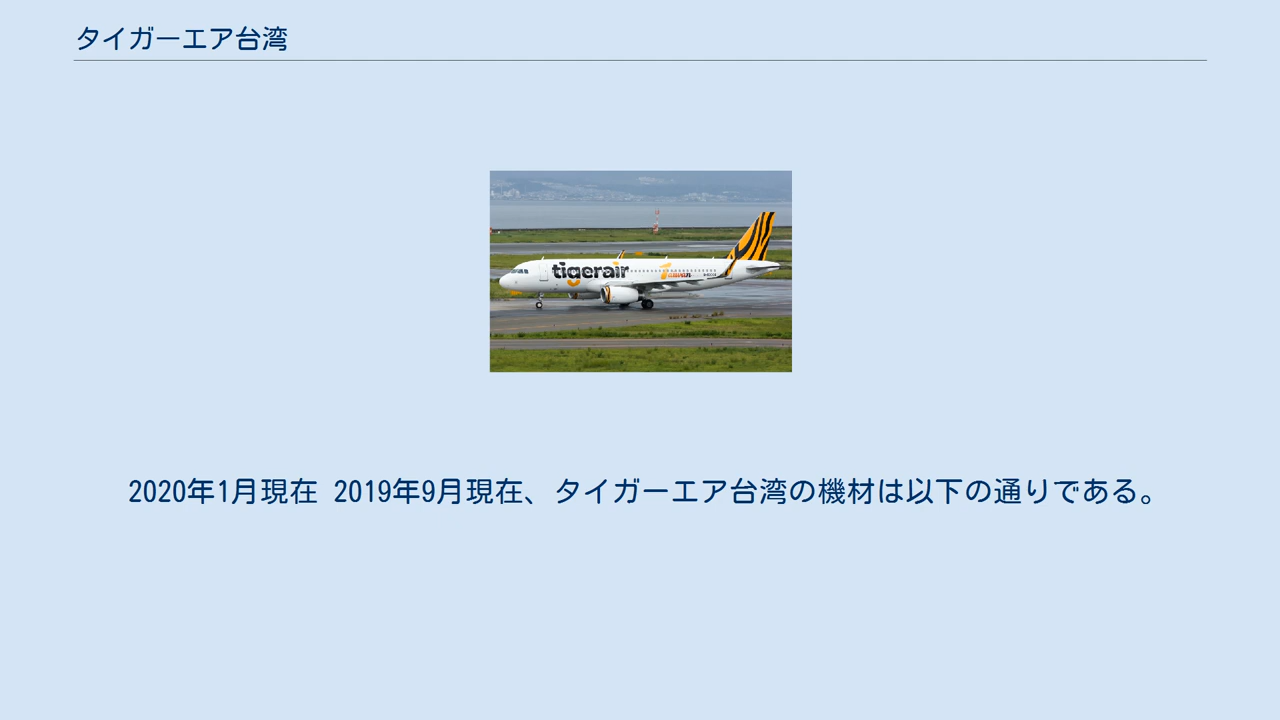 タイガーエア台湾
tigerair Taiwan
2020年1月現在 2019年9月現在、タイガーエア台湾の機材は以下の通りである。